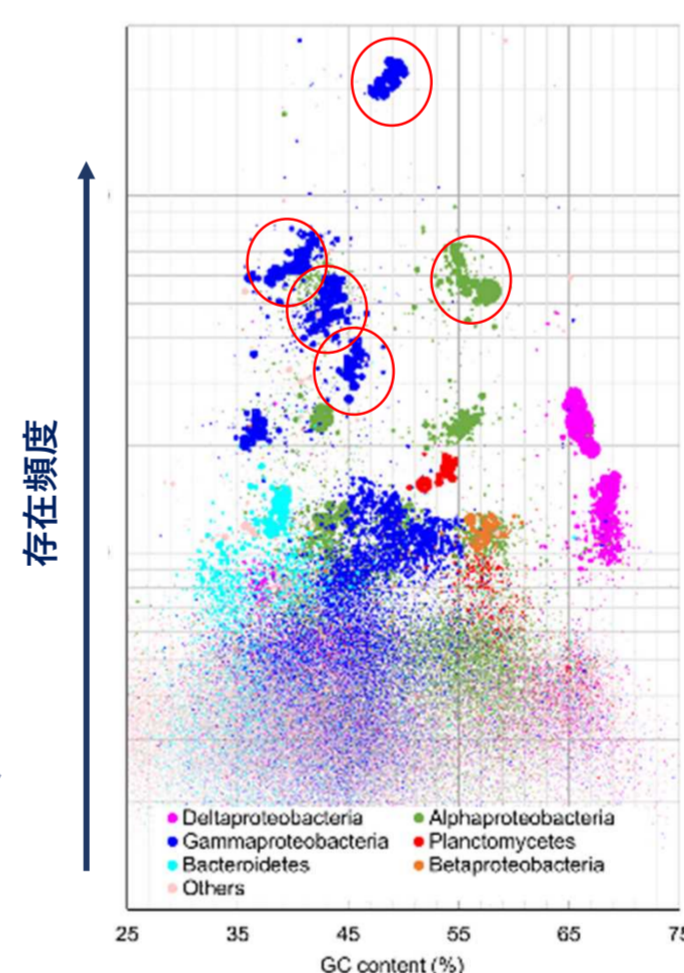 存在頻度
Deltaproteobacteria
Alphaproteobacteria
Gammaproteobacteria
Planctomycetes
Bacteroidetes
Betaproteobacteria
Others
25 35 45 55 65 75
GC content (%)